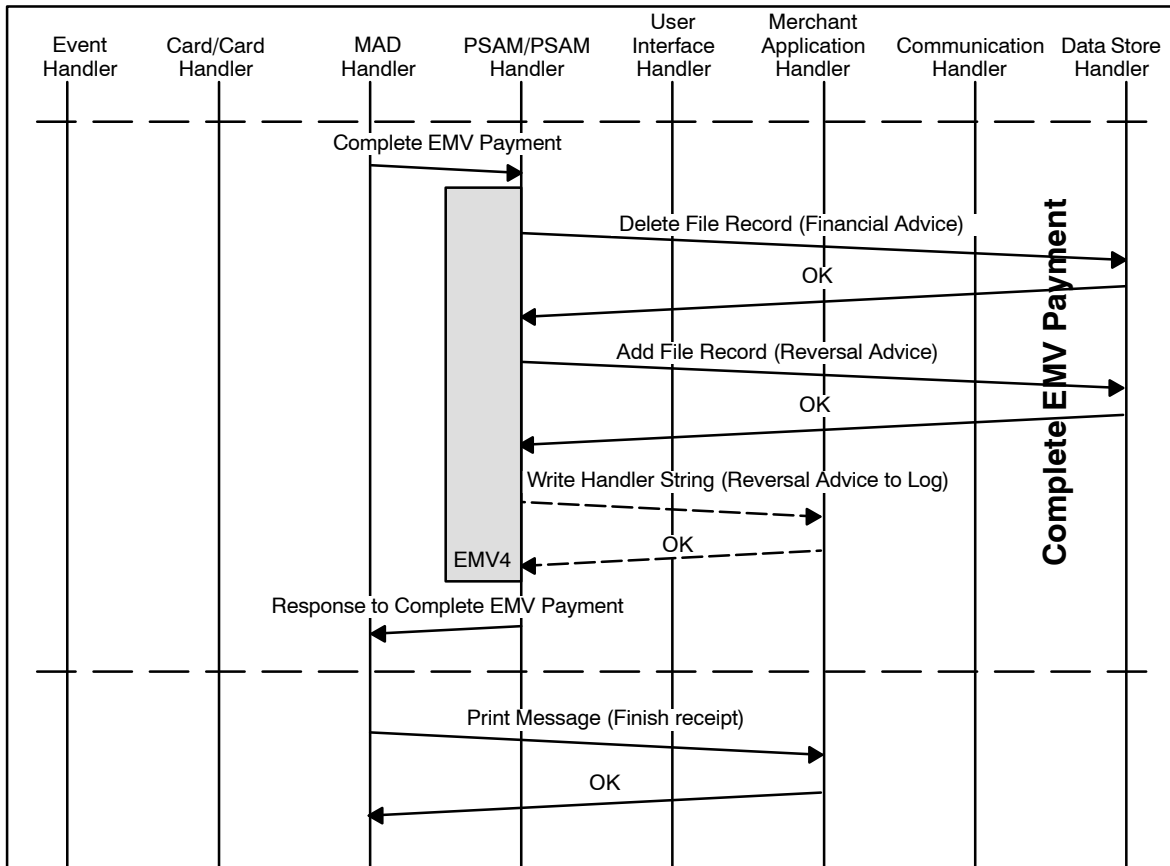 Event
Handler
Card/Card
Handler
MAD
Handler
PSAM/PSAM
Handler
User
Interface
Handler
Merchant
Application
Handler
Communication
Handler
Data Store
Handler
Complete EMV Payment
Delete File Record (Financial Advice)
OK
Add File Record (Reversal Advice)
OK
Write Handler String (Reversal Advice to Log)
OK
EMV4
Response to Complete EMV Payment
Complete EMV Payment
Print Message (Finish receipt)
OK